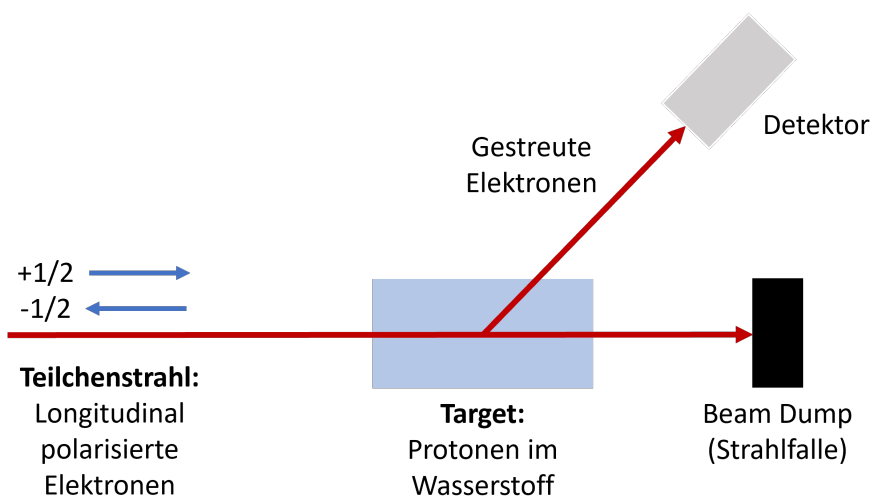 Detektor
Gestreute
Elektronen
+1/2
-1/2
Teilchenstrahl:
Longitudinal
polarisierte
Elektronen
Target:
Protonen im
Wasserstoff
Beam Dump
(Strahlfalle)